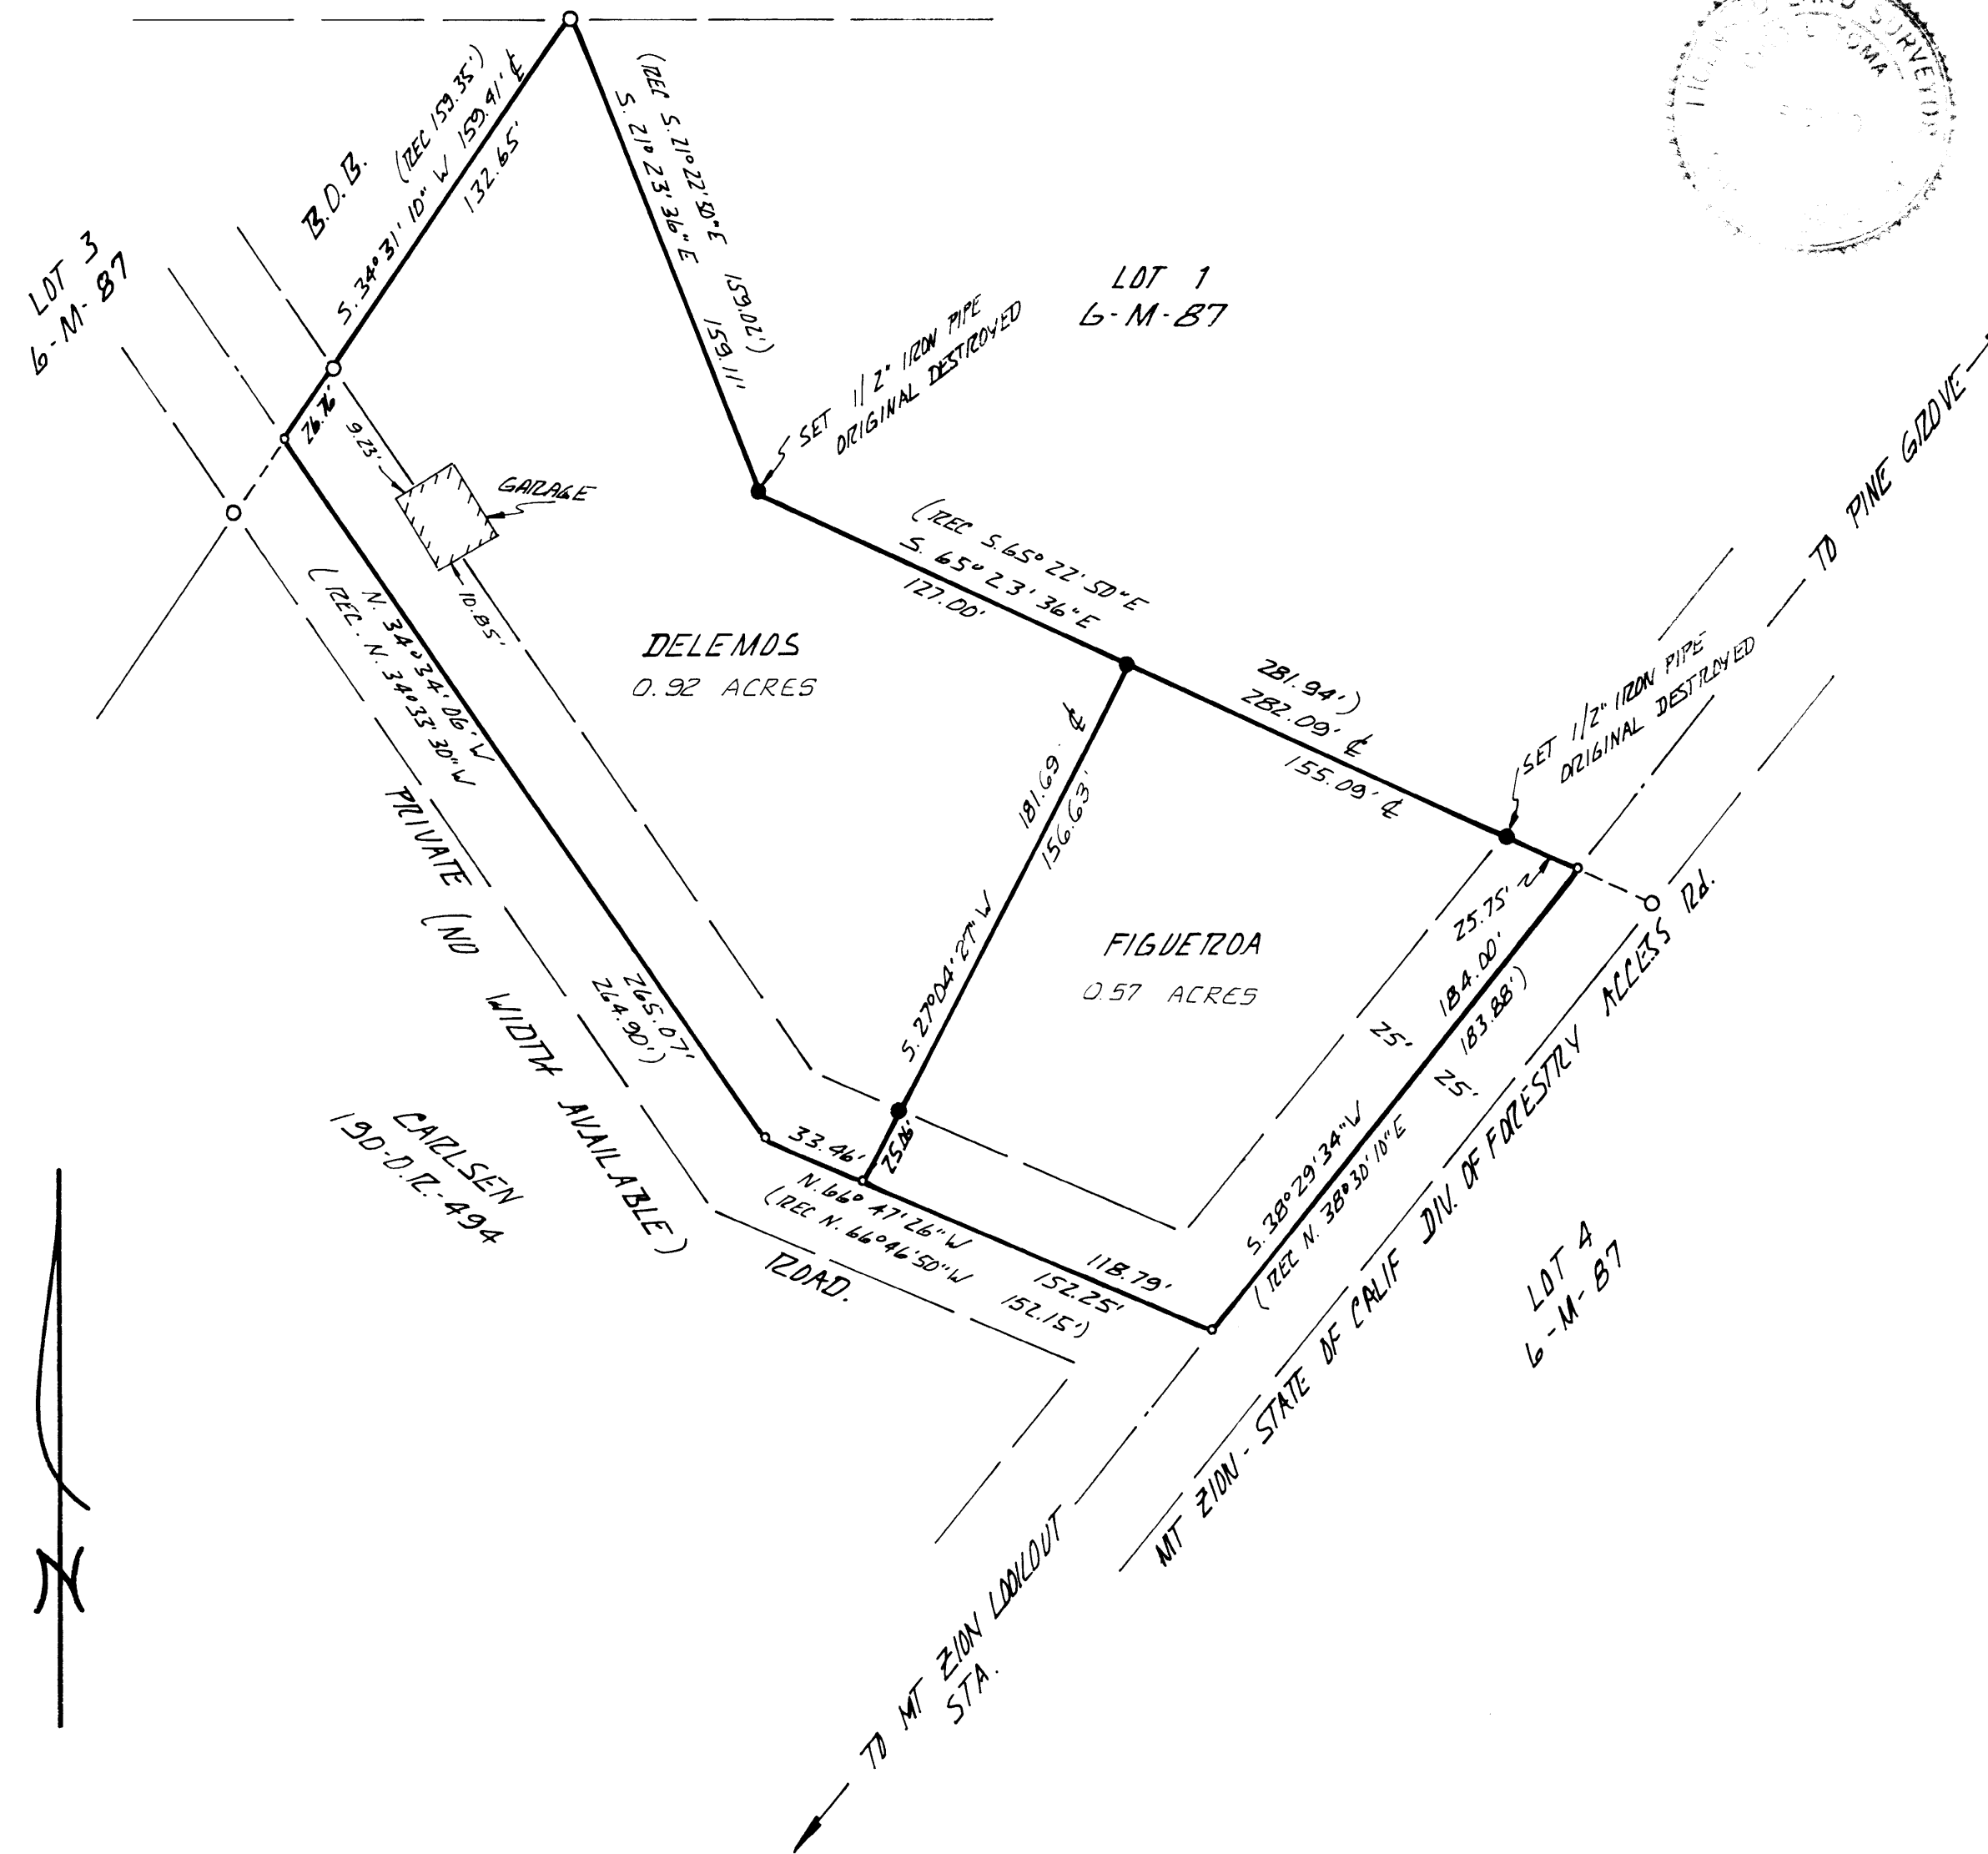 (REC 159.35')
S. 34° 31' 10" W 159.41' ℄
132.65'
B.O.B.
LOT 3
6-M-87
26.76'
(REC S. 21° 22' 50" E 159.02')
S. 21° 23' 36" E 159.11'
LOT 1
6-M-87
LAND SURVEYOR
SET 1/2" IRON PIPE
ORIGINAL DESTROYED
9.23'
GARAGE
10.85'
(REC S. 65° 22' 50" E 281.94')
S. 65° 23' 36" E 282.09' ℄
127.00'
155.09' ℄
TO PINE GROVE
SET 1/2" IRON PIPE
ORIGINAL DESTROYED
DELEMOS
0.92 ACRES
N. 34° 34' 06" W 265.07'
(REC. N. 34° 33' 30" W 264.90')
181.69' ℄
156.63'
S. 27° 04' 27" W
25.06'
FIGUEROA
0.57 ACRES
25.75'
184.00'
183.88')
25'
25'
S. 38° 29' 34" W
(REC N. 38° 30' 10" E
PRIVATE (NO WIDTH AVAILABLE) ROAD.
CARLSEN
190-O.R.-494
33.46'
118.79'
N. 66° 47' 26" W 152.25'
(REC N. 66° 46' 50" W 152.15')
MT ZION - STATE OF CALIF DIV. OF FORESTRY ACCESS Rd.
LOT 4
6-M-87
TO MT ZION LOOKOUT
STA.
N